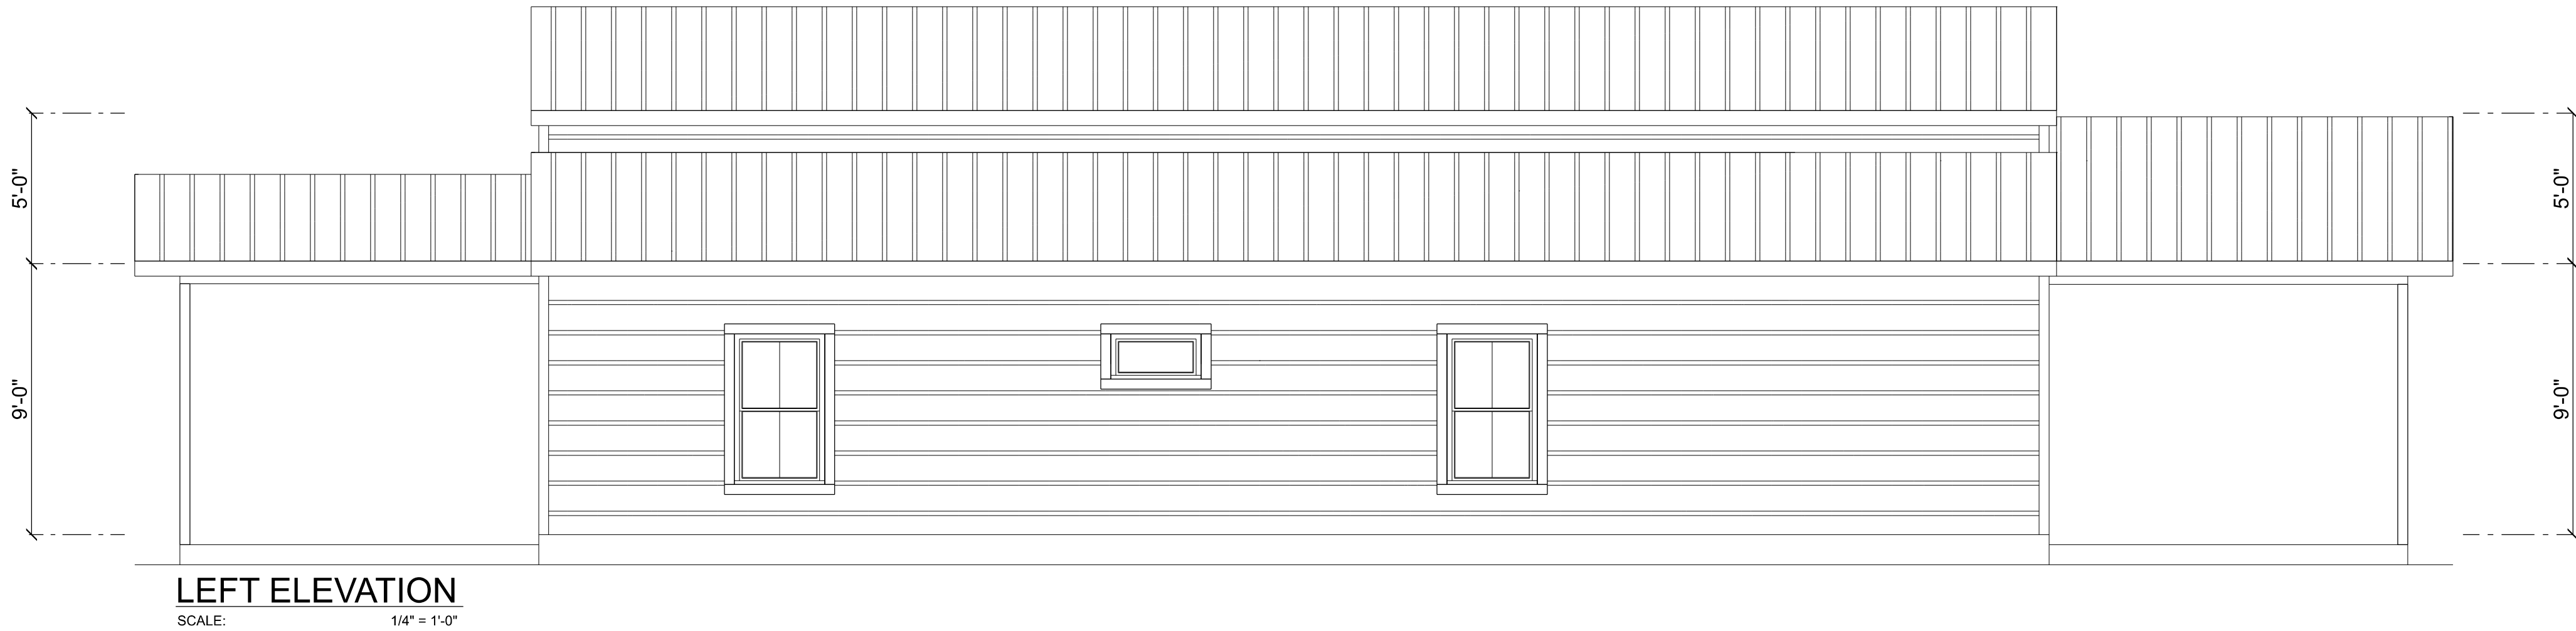 5'-0"
5'-0"
9'-0"
9'-0"
LEFT ELEVATION
SCALE: 1/4" = 1'-0"